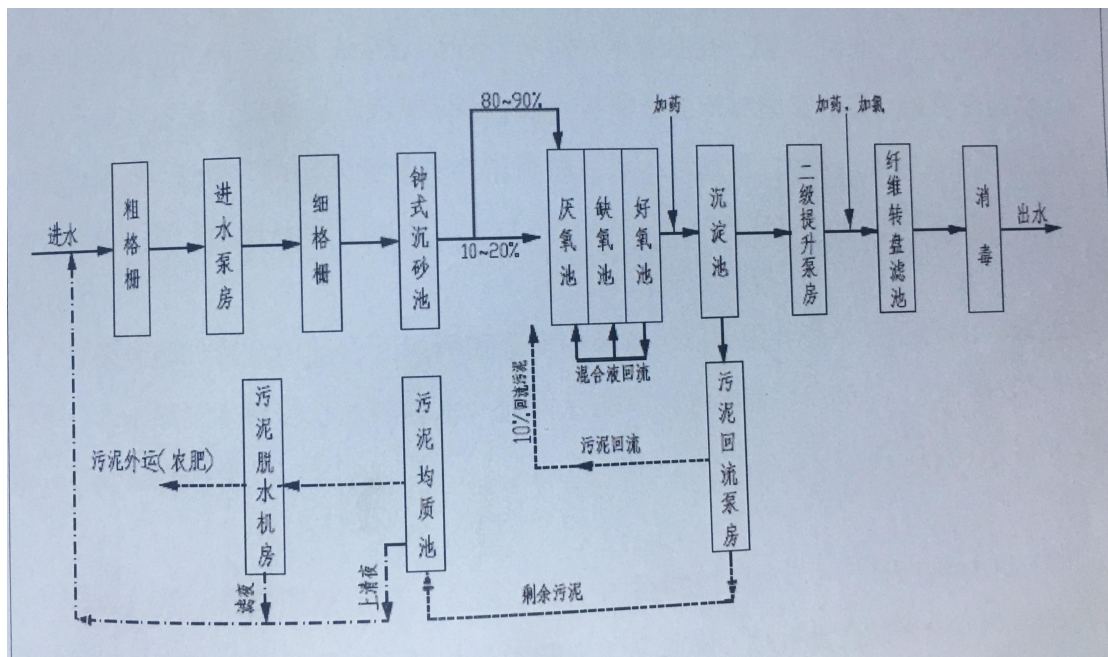 80~90%
加药
加药、加氯
进水
粗格栅
进水泵房
细格栅
钟式沉砂池
10~20%
厌氧池
缺氧池
好氧池
沉淀池
二级提升泵房
纤维转盘滤池
消毒
出水
混合液回流
10%回流污泥
污泥回流
污泥回流泵房
污泥外运(农肥)
污泥脱水机房
污泥均质池
滤夜
上清夜
剩余污泥